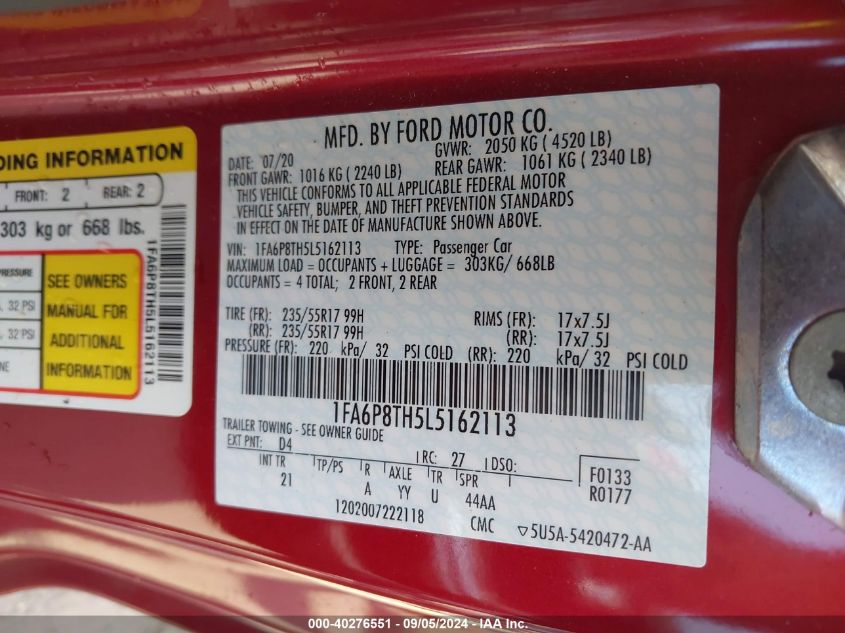 DING INFORMATION
FRONT: 2 REAR: 2
303 kg or 668 lbs.
PRESSURE
32 PSI
32 PSI
NE
SEE OWNERS
MANUAL FOR
ADDITIONAL
INFORMATION
1FA6P8TH5L5162113
MFD. BY FORD MOTOR CO.
DATE: 07/20 GVWR: 2050 KG ( 4520 LB)
FRONT GAWR: 1016 KG ( 2240 LB) REAR GAWR: 1061 KG ( 2340 LB)
THIS VEHICLE CONFORMS TO ALL APPLICABLE FEDERAL MOTOR
VEHICLE SAFETY, BUMPER, AND THEFT PREVENTION STANDARDS
IN EFFECT ON THE DATE OF MANUFACTURE SHOWN ABOVE.
VIN: 1FA6P8TH5L5162113 TYPE: Passenger Car
MAXIMUM LOAD = OCCUPANTS + LUGGAGE = 303KG/ 668LB
OCCUPANTS = 4 TOTAL; 2 FRONT, 2 REAR
TIRE (FR): 235/55R17 99H RIMS (FR): 17x7.5J
(RR): 235/55R17 99H (RR): 17x7.5J
PRESSURE (FR): 220 kPa/ 32 PSI COLD (RR): 220 kPa/ 32 PSI COLD
1FA6P8TH5L5162113
TRAILER TOWING - SEE OWNER GUIDE
EXT PNT: D4 RC: 27 DSO: F0133
INT TR TP/PS R AXLE TR SPR R0177
21 A YY U 44AA
1202007222118 CMC ▽5U5A-5420472-AA
000-40276551 - 09/05/2024 - IAA Inc.